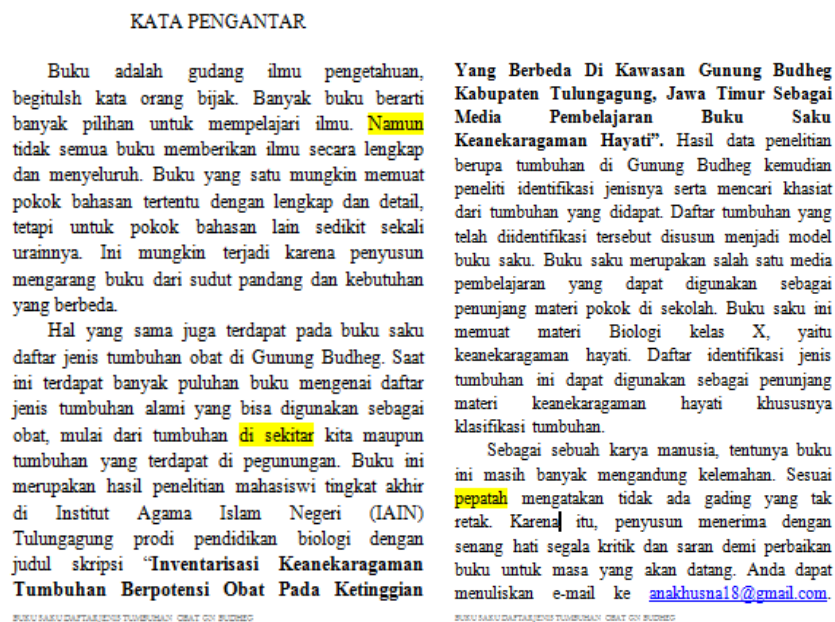 KATA PENGANTAR
Buku adalah gudang ilmu pengetahuan,
begitulsh kata orang bijak. Banyak buku berarti
banyak pilihan untuk mempelajari ilmu. Namun
tidak semua buku memberikan ilmu secara lengkap
dan menyeluruh. Buku yang satu mungkin memuat
pokok bahasan tertentu dengan lengkap dan detail,
tetapi untuk pokok bahasan lain sedikit sekali
urainnya. Ini mungkin terjadi karena penyusun
mengarang buku dari sudut pandang dan kebutuhan
yang berbeda.
Hal yang sama juga terdapat pada buku saku
daftar jenis tumbuhan obat di Gunung Budheg. Saat
ini terdapat banyak puluhan buku mengenai daftar
jenis tumbuhan alami yang bisa digunakan sebagai
obat, mulai dari tumbuhan di sekitar kita maupun
tumbuhan yang terdapat di pegunungan. Buku ini
merupakan hasil penelitian mahasiswi tingkat akhir
di Institut Agama Islam Negeri (IAIN)
Tulungagung prodi pendidikan biologi dengan
judul skripsi “Inventarisasi Keanekaragaman
Tumbuhan Berpotensi Obat Pada Ketinggian
BUKU SAKU DAFTAR JENIS TUMBUHAN OBAT GN BUDHEG
Yang Berbeda Di Kawasan Gunung Budheg
Kabupaten Tulungagung, Jawa Timur Sebagai
Media Pembelajaran Buku Saku
Keanekaragaman Hayati”. Hasil data penelitian
berupa tumbuhan di Gunung Budheg kemudian
peneliti identifikasi jenisnya serta mencari khasiat
dari tumbuhan yang didapat. Daftar tumbuhan yang
telah diidentifikasi tersebut disusun menjadi model
buku saku. Buku saku merupakan salah satu media
pembelajaran yang dapat digunakan sebagai
penunjang materi pokok di sekolah. Buku saku ini
memuat materi Biologi kelas X, yaitu
keanekaragaman hayati. Daftar identifikasi jenis
tumbuhan ini dapat digunakan sebagai penunjang
materi keanekaragaman hayati khususnya
klasifikasi tumbuhan.
Sebagai sebuah karya manusia, tentunya buku
ini masih banyak mengandung kelemahan. Sesuai
pepatah mengatakan tidak ada gading yang tak
retak. Karena itu, penyusun menerima dengan
senang hati segala kritik dan saran demi perbaikan
buku untuk masa yang akan datang. Anda dapat
menuliskan e-mail ke anakhusna18@gmail.com.
BUKU SAKU DAFTAR JENIS TUMBUHAN OBAT GN BUDHEG